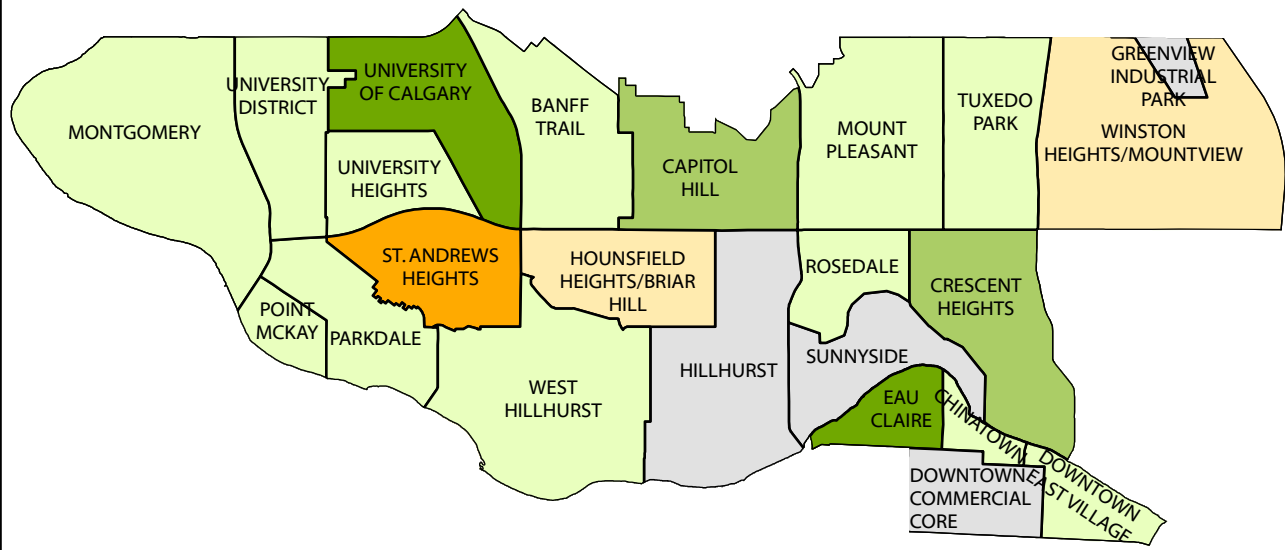 MONTGOMERY
UNIVERSITY
DISTRICT
UNIVERSITY
OF CALGARY
UNIVERSITY
HEIGHTS
BANFF
TRAIL
CAPITOL
HILL
MOUNT
PLEASANT
TUXEDO
PARK
GREENVIEW
INDUSTRIAL
PARK
WINSTON
HEIGHTS/MOUNTVIEW
ST. ANDREWS
HEIGHTS
HOUNSFIELD
HEIGHTS/BRIAR
HILL
ROSEDALE
CRESCENT
HEIGHTS
POINT
MCKAY
PARKDALE
WEST
HILLHURST
HILLHURST
SUNNYSIDE
EAU
CLAIRE
CHINATOWN
DOWNTOWN
EAST VILLAGE
DOWNTOWN
COMMERCIAL
CORE